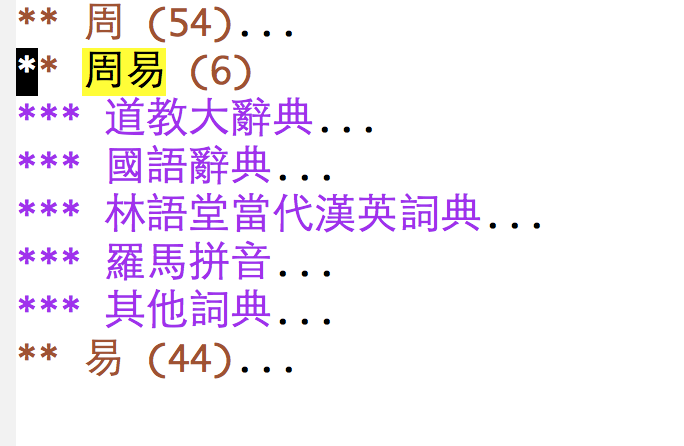 ** 周 (54)...
** 周易 (6)
*** 道教大辭典...
*** 國語辭典...
*** 林語堂當代漢英詞典...
*** 羅馬拼音...
*** 其他詞典...
** 易 (44)...